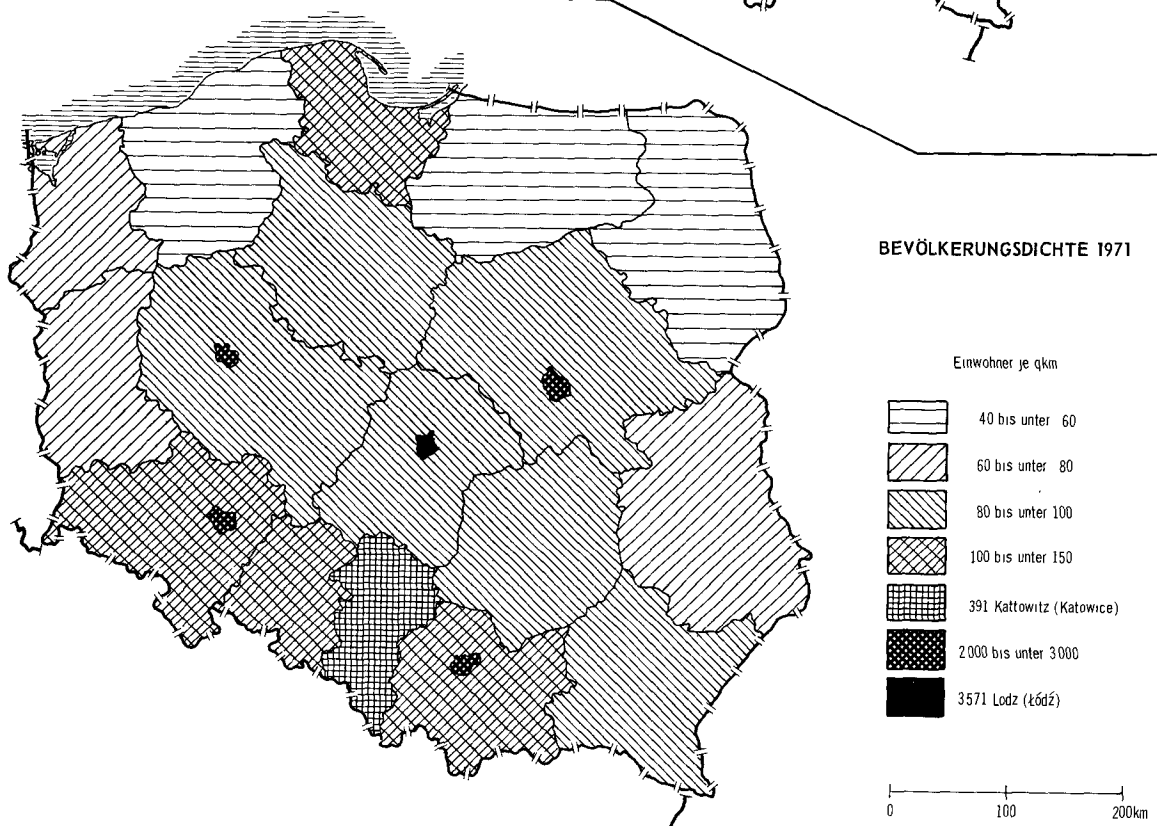 BEVÖLKERUNGSDICHTE 1971
Einwohner je qkm
40 bis unter 60
60 bis unter 80
80 bis unter 100
100 bis unter 150
391 Kattowitz (Katowice)
2000 bis unter 3000
3571 Lodz (Łódź)
0 100 200km